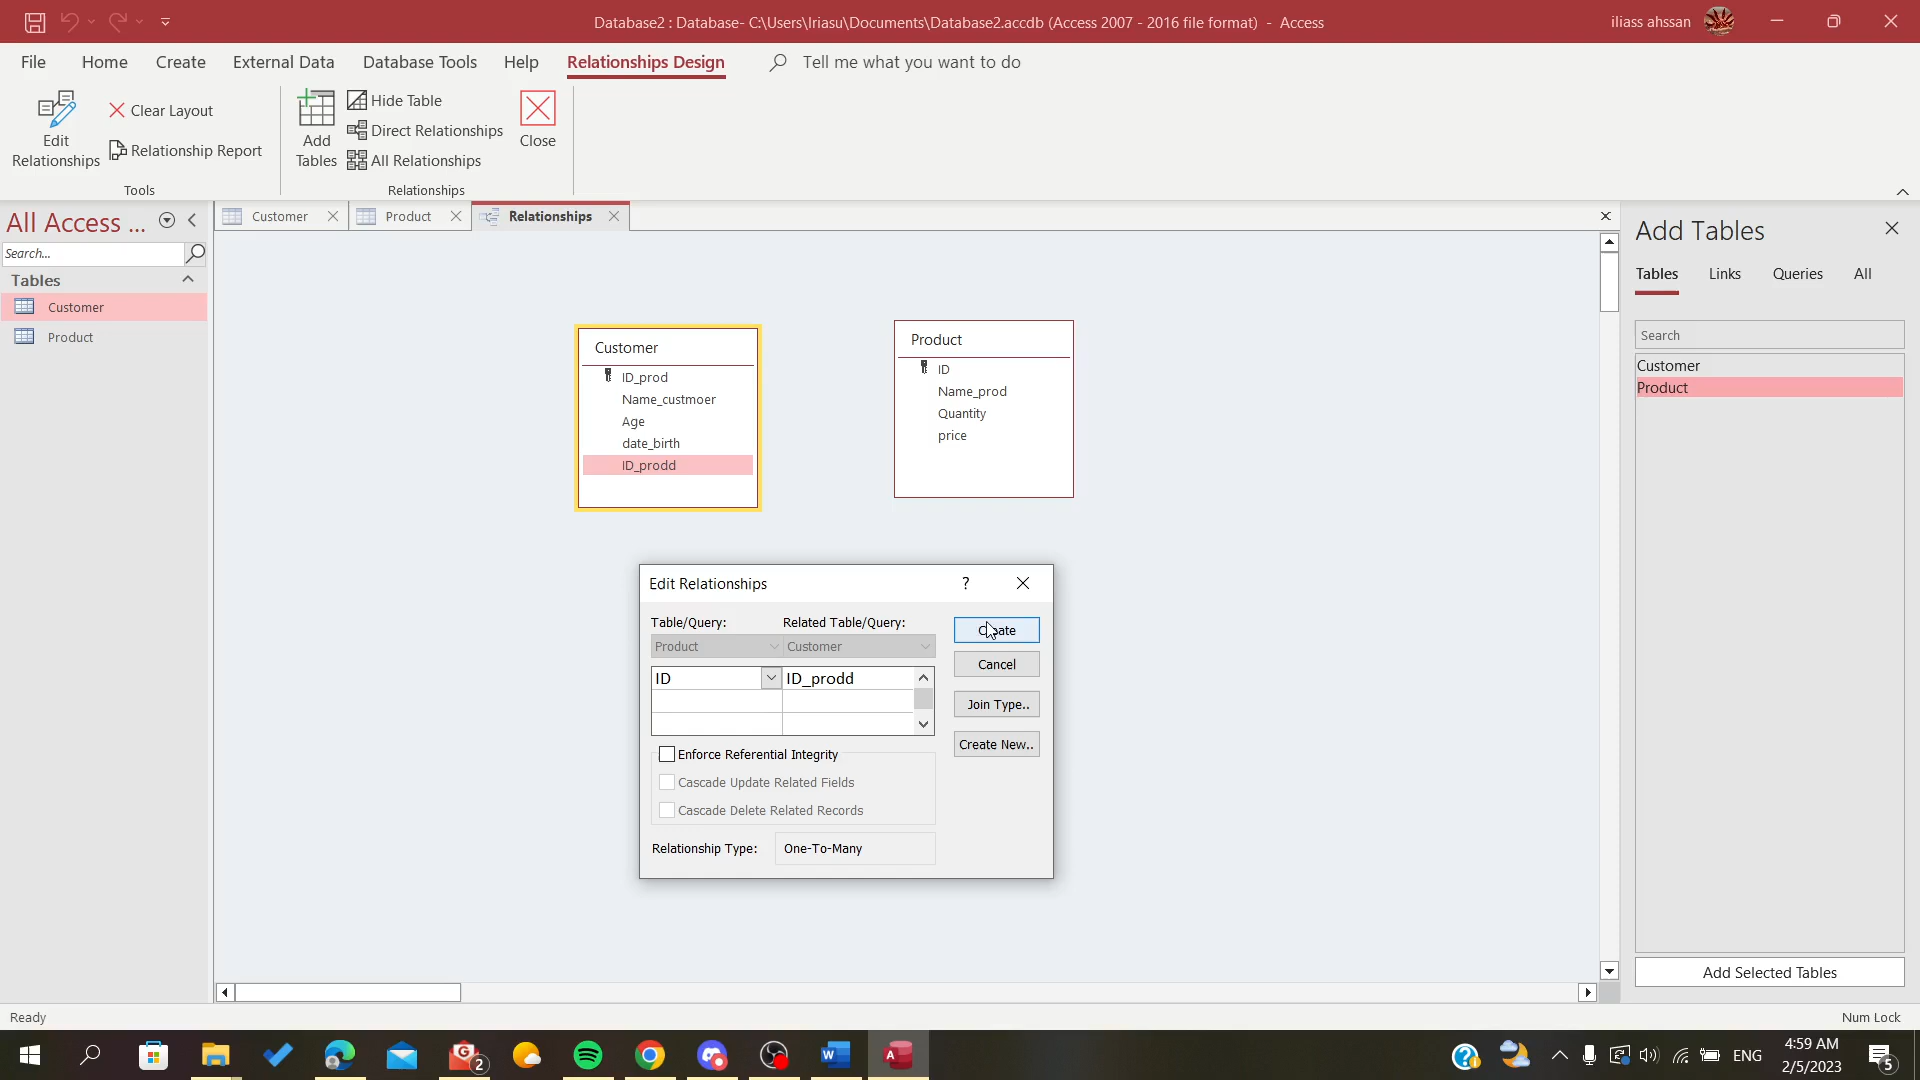 Database2 : Database- C:\Users\Iriasu\Documents\Database2.accdb (Access 2007 - 2016 file format) - Access
iliass ahssan
File Home Create External Data Database Tools Help Relationships Design Tell me what you want to do
Edit Relationships
Clear Layout
Relationship Report
Tools
Add Tables
Hide Table
Direct Relationships
All Relationships
Relationships
Close
All Access ...
Search...
Tables
Customer
Product
Customer Product Relationships
Customer
ID_prod
Name_custmoer
Age
date_birth
ID_prodd
Product
ID
Name_prod
Quantity
price
Edit Relationships ?
Table/Query: Related Table/Query:
Product Customer
ID ID_prodd
Enforce Referential Integrity
Cascade Update Related Fields
Cascade Delete Related Records
Relationship Type: One-To-Many
Create
Cancel
Join Type..
Create New..
Add Tables
Tables Links Queries All
Search
Customer
Product
Add Selected Tables
Ready
Num Lock
2
W
A
ENG
4:59 AM
2/5/2023
5